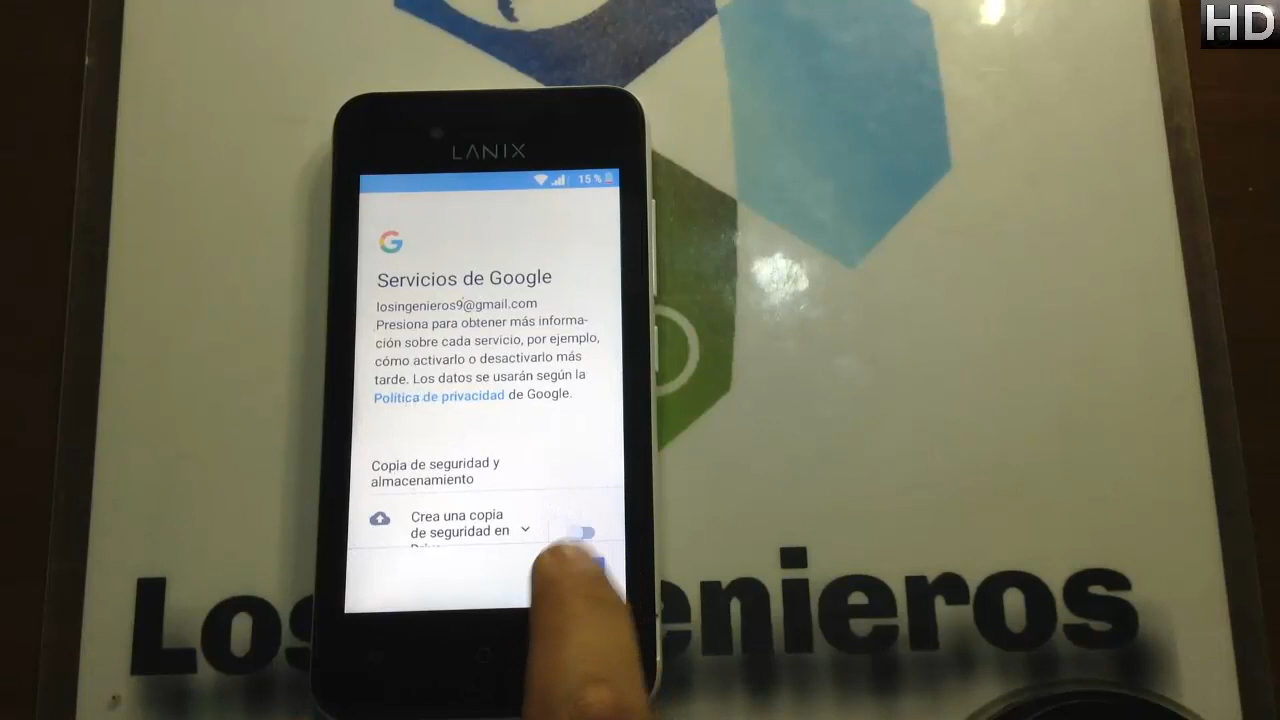 HD
LANIX
15 %
Servicios de Google
losingenieros9@gmail.com
Presiona para obtener más informa-
ción sobre cada servicio, por ejemplo,
cómo activarlo o desactivarlo más
tarde. Los datos se usarán según la
Política de privacidad de Google.
Copia de seguridad y
almacenamiento
Crea una copia
de seguridad en
Los enieros